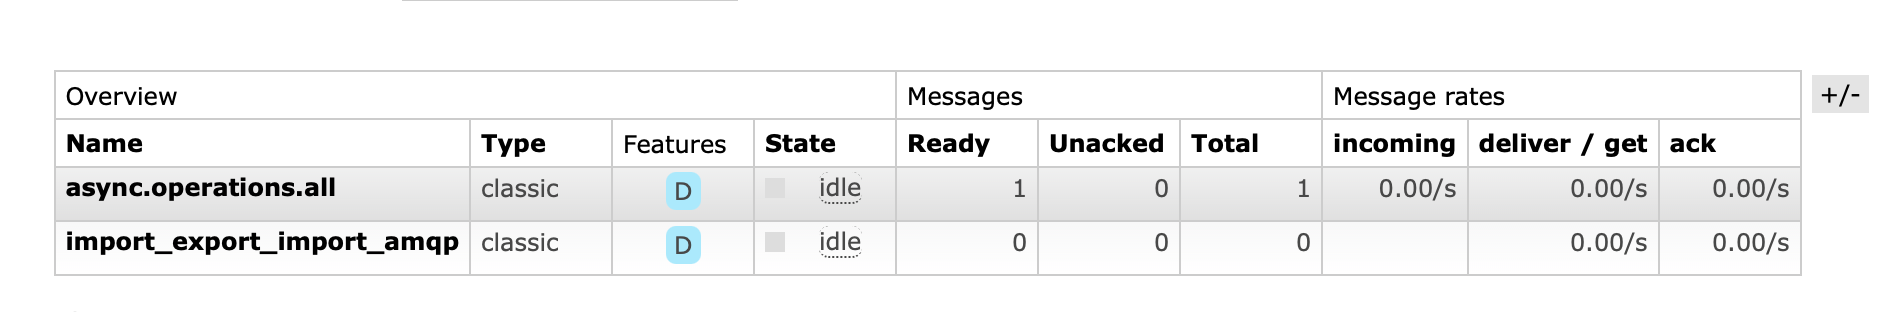 Overview Messages Message rates +/-
Name Type Features State Ready Unacked Total incoming deliver / get ack
async.operations.all classic D idle 1 0 1 0.00/s 0.00/s 0.00/s
import_export_import_amqp classic D idle 0 0 0 0.00/s 0.00/s